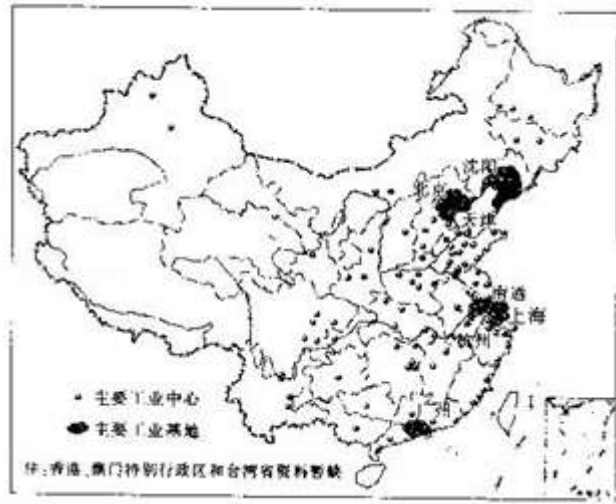 沈阳
北京
天津
南通
上海
杭州
广州
主要工业中心
主要工业基地
注:香港、澳门特别行政区和台湾省资料暂缺